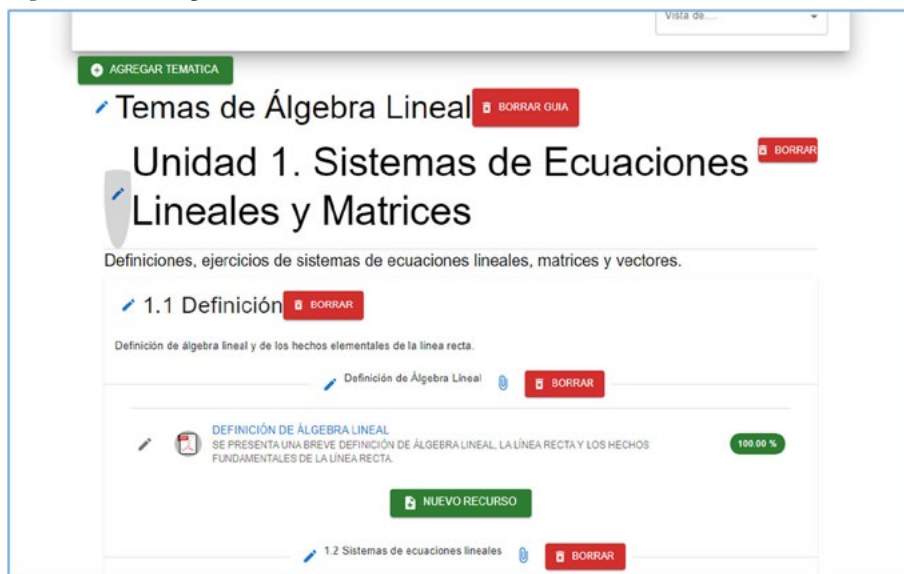 Vista de....
AGREGAR TEMATICA
Temas de Álgebra Lineal BORRAR GUIA
Unidad 1. Sistemas de Ecuaciones BORRAR
Lineales y Matrices
Definiciones, ejercicios de sistemas de ecuaciones lineales, matrices y vectores.
1.1 Definición BORRAR
Definición de álgebra lineal y de los hechos elementales de la línea recta.
Definición de Álgebra Lineal BORRAR
DEFINICIÓN DE ÁLGEBRA LINEAL
SE PRESENTA UNA BREVE DEFINICIÓN DE ÁLGEBRA LINEAL, LA LÍNEA RECTA Y LOS HECHOS 100.00 %
FUNDAMENTALES DE LA LÍNEA RECTA.
NUEVO RECURSO
1.2 Sistemas de ecuaciones lineales BORRAR